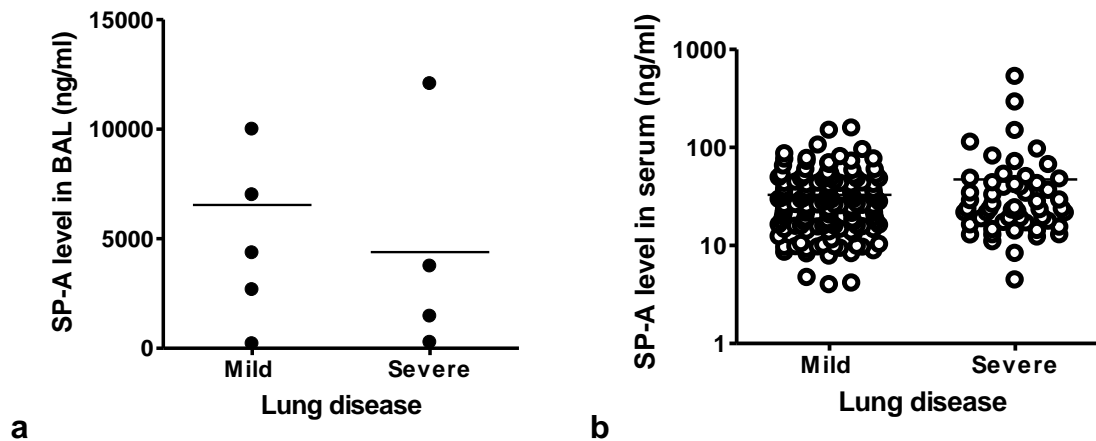 SP-A level in BAL (ng/ml)
15000
10000
5000
0
Mild Severe
Lung disease
a
SP-A level in serum (ng/ml)
1000
100
10
1
Mild Severe
Lung disease
b